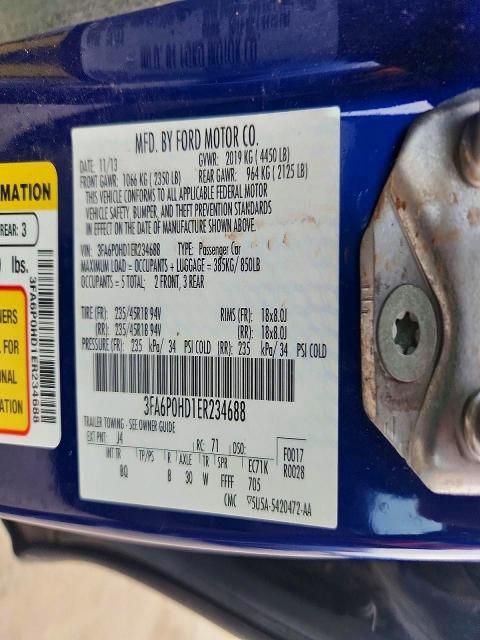 MFD. BY FORD MOTOR CO.
DATE: 11/13 GVWR: 2019 KG (4450 LB)
FRONT GAWR: 1066 KG (2350 LB) REAR GAWR: 964 KG (2125 LB)
THIS VEHICLE CONFORMS TO ALL APPLICABLE FEDERAL MOTOR
VEHICLE SAFETY, BUMPER, AND THEFT PREVENTION STANDARDS
IN EFFECT ON THE DATE OF MANUFACTURE SHOWN ABOVE.
VIN: 3FA6P0HD1ER234688 TYPE: Passenger Car
MAXIMUM LOAD = OCCUPANTS + LUGGAGE = 385KG/850LB
OCCUPANTS = 5 TOTAL: 2 FRONT, 3 REAR
TIRE (FR): 235/45R18 94V RIMS (FR): 18x8.0J
(RR): 235/45R18 94V (RR): 18x8.0J
PRESSURE (FR): 235 kPa/ 34 PSI COLD (RR): 235 kPa/ 34 PSI COLD
3FA6P0HD1ER234688
TRAILER TOWING - SEE OWNER GUIDE
EXT PNT: J4 RC: 71 DSO: F0017
INT TR TP/PS R AXLE TR SPR EC71K R0028
BQ B 30 W FFFF 705
CMC 5U5A-5420472-AA
RMATION
REAR: 3
lbs.
NERS
L FOR
ONAL
ATION
3FA6P0HD1ER234688